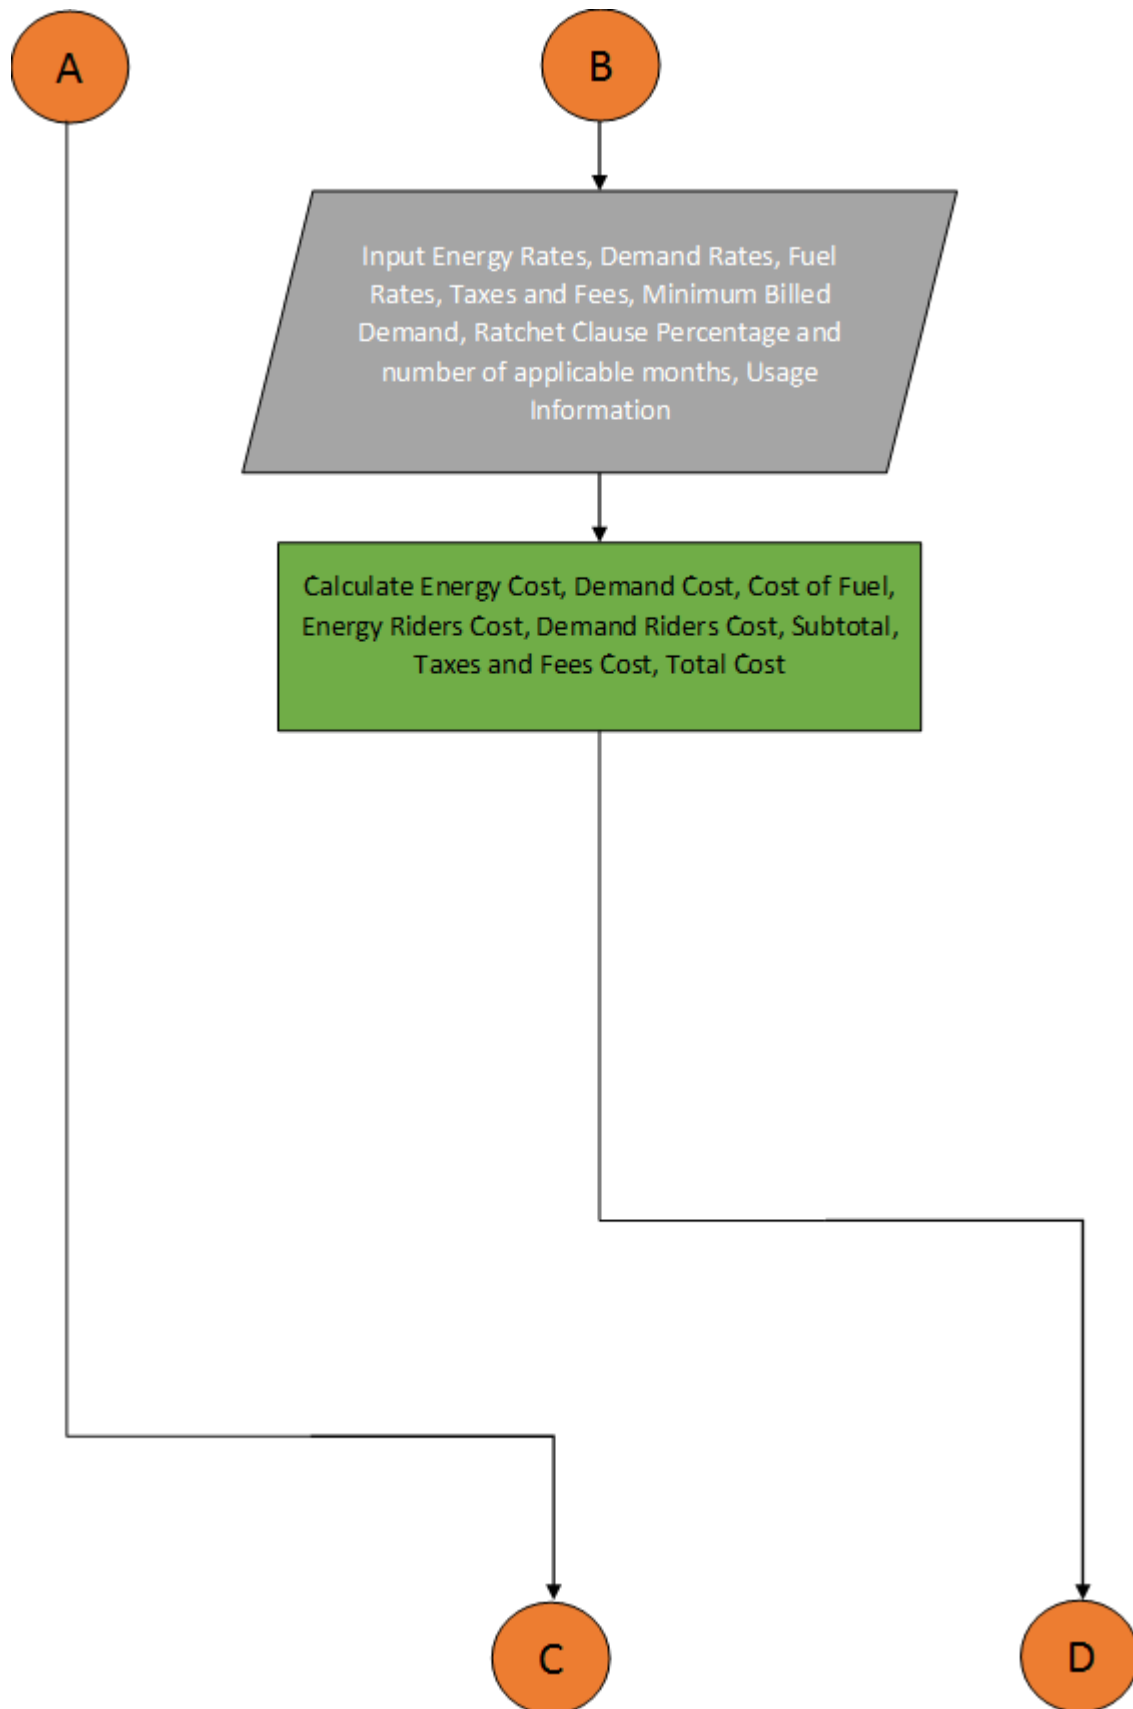 A
B
Input Energy Rates, Demand Rates, Fuel
Rates, Taxes and Fees, Minimum Billed
Demand, Ratchet Clause Percentage and
number of applicable months, Usage
Information
Calculate Energy Cost, Demand Cost, Cost of Fuel,
Energy Riders Cost, Demand Riders Cost, Subtotal,
Taxes and Fees Cost, Total Cost
C
D